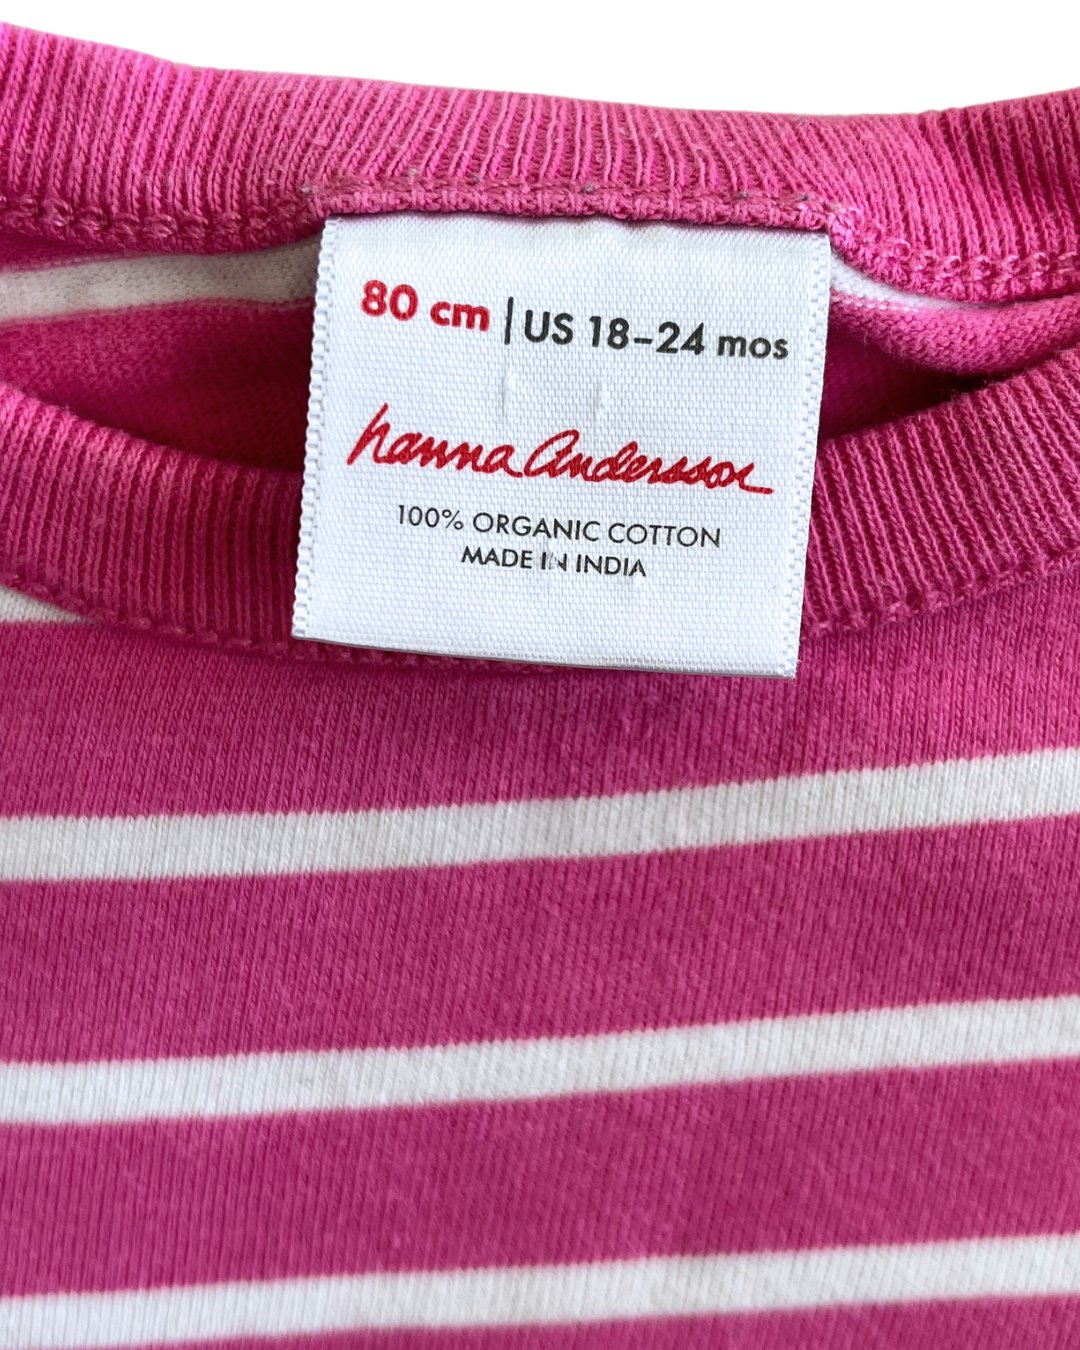 80 cm | US 18–24 mos
hanna Andersson
100% ORGANIC COTTON
MADE IN INDIA